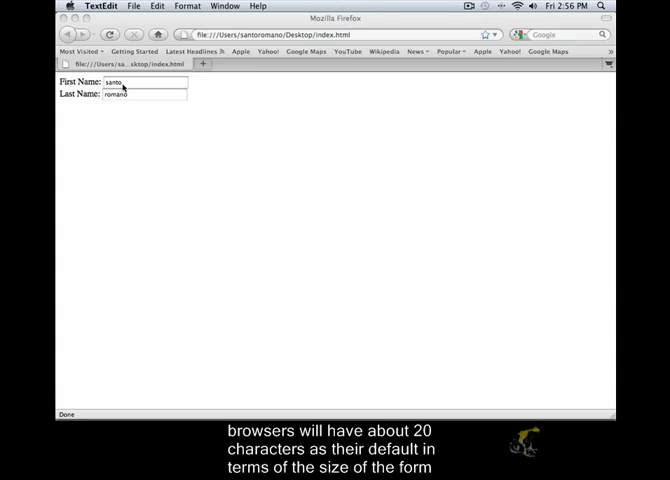 TextEdit File Edit Format Window Help Fri 2:56 PM
Mozilla Firefox
file:///Users/santoromano/Desktop/index.html Google
Most Visited Getting Started Latest Headlines Apple Yahoo! Google Maps YouTube Wikipedia News Popular Apple Yahoo! Google Maps »
file:///Users/sa...sktop/index.html +
First Name: santo
Last Name: romano
Done
browsers will have about 20
characters as their default in
terms of the size of the form